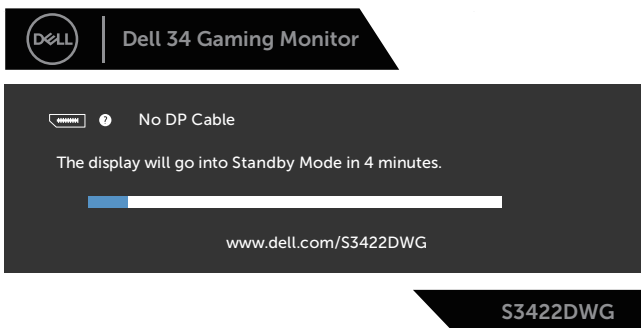 DELL
Dell 34 Gaming Monitor
? No DP Cable
The display will go into Standby Mode in 4 minutes.
www.dell.com/S3422DWG
S3422DWG